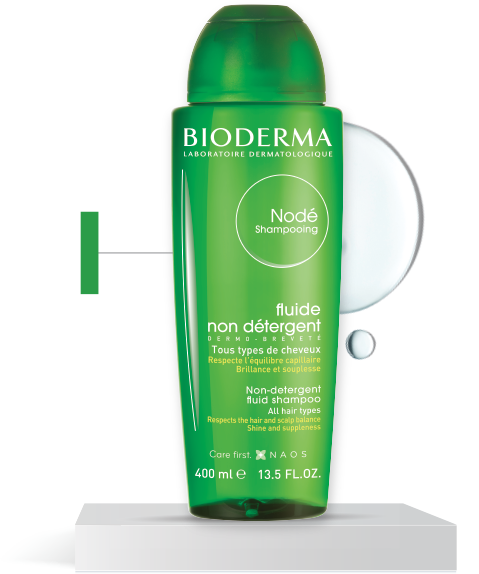 BIODERMA
LABORATOIRE DERMATOLOGIQUE
Nodé
Shampooing
fluide
non détergent
DERMO-BREVETÉ
Tous types de cheveux
Respecte l'équilibre capillaire
Brillance et souplesse
Non-detergent
fluid shampoo
All hair types
Respects the hair and scalp balance
Shine and suppleness
Care first. NAOS
400 ml ℮ 13.5 FL.OZ.